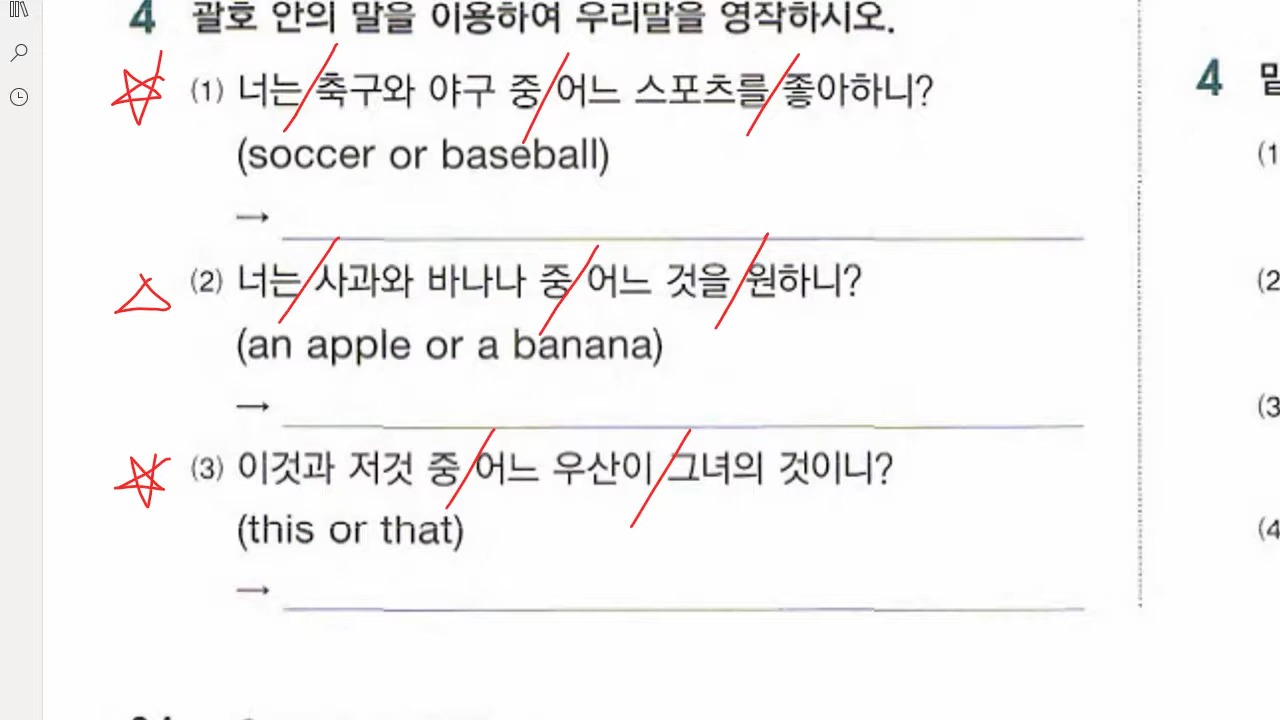 4 괄호 안의 말을 이용하여 우리말을 영작하시오.
(1) 너는 축구와 야구 중 어느 스포츠를 좋아하니?
(soccer or baseball)
→
(2) 너는 사과와 바나나 중 어느 것을 원하니?
(an apple or a banana)
→
(3) 이것과 저것 중 어느 우산이 그녀의 것이니?
(this or that)
→
4
(1
(2
(3
(4